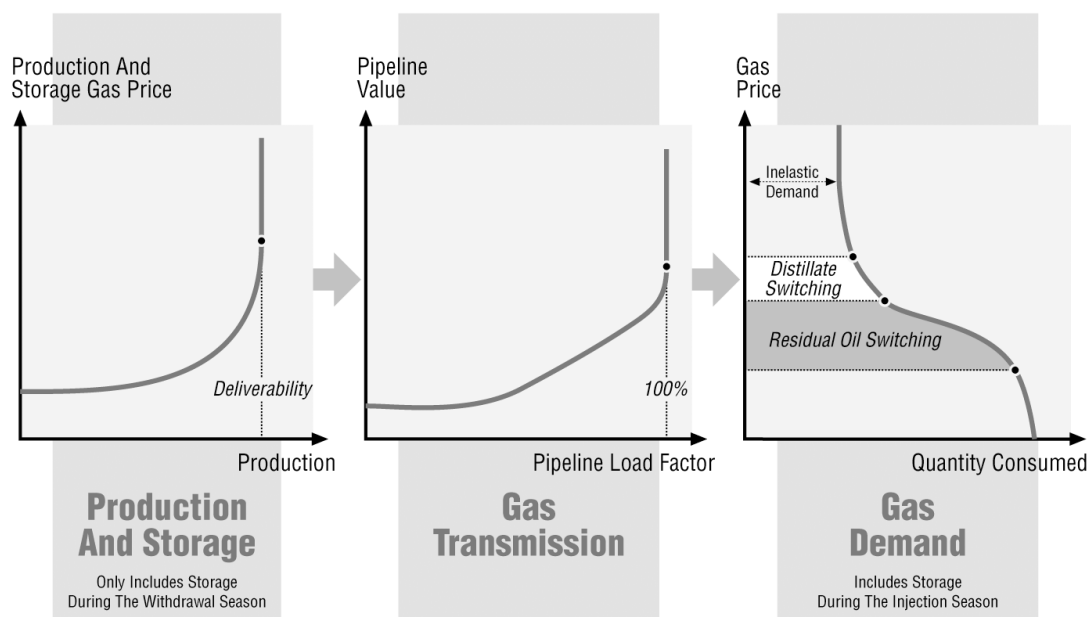 Production And
Storage Gas Price
Deliverability
Production
Production
And Storage
Only Includes Storage
During The Withdrawal Season
Pipeline
Value
100%
Pipeline Load Factor
Gas
Transmission
Gas
Price
Inelastic
Demand
Distillate
Switching
Residual Oil Switching
Quantity Consumed
Gas
Demand
Includes Storage
During The Injection Season